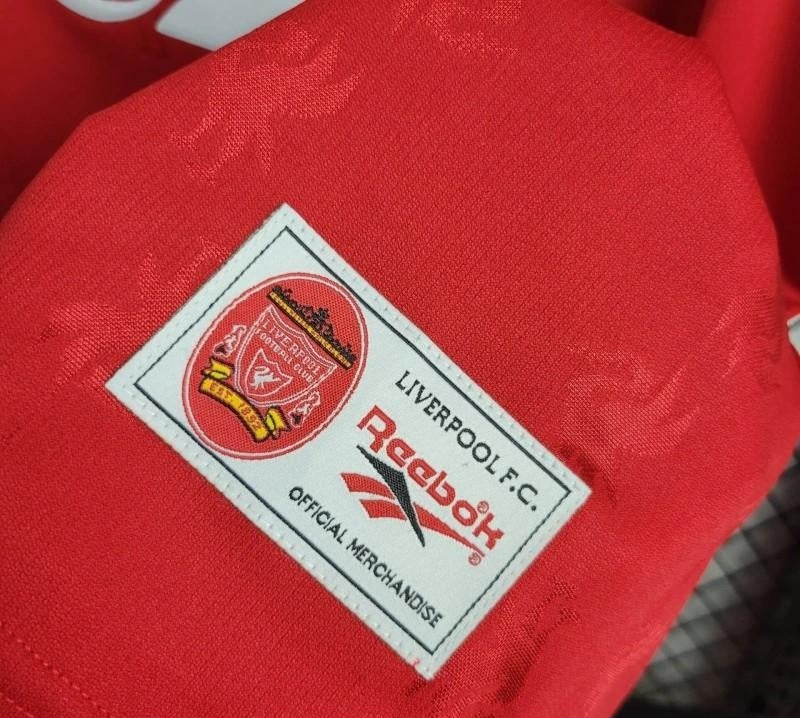 LIVERPOOL
FOOTBALL CLUB
EST. 1892
LIVERPOOL F.C.
Reebok®
®
OFFICIAL MERCHANDISE